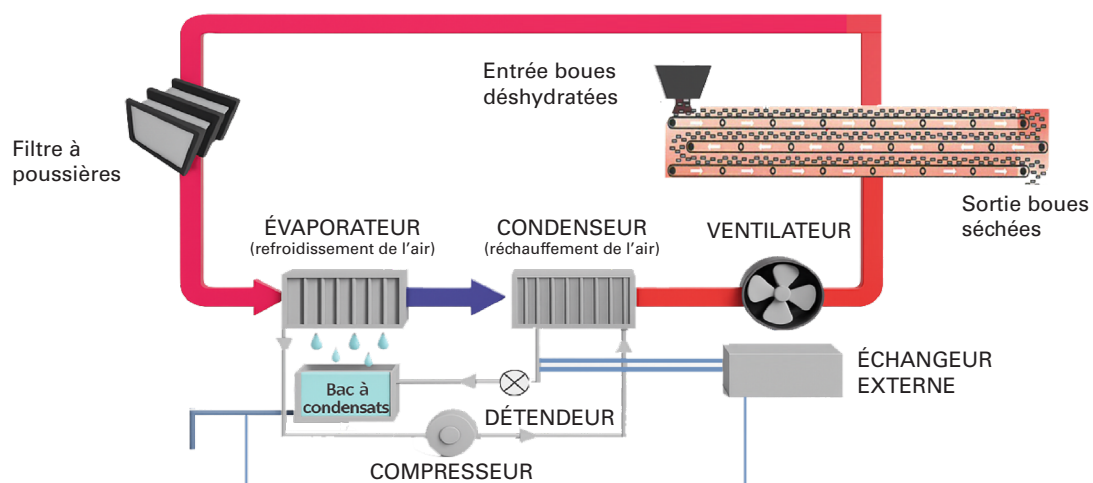 Entrée boues
déshydratées
Filtre à
poussières
Sortie boues
séchées
ÉVAPORATEUR
(refroidissement de l'air)
CONDENSEUR
(réchauffement de l'air)
VENTILATEUR
ÉCHANGEUR
EXTERNE
Bac à
condensats
DÉTENDEUR
COMPRESSEUR